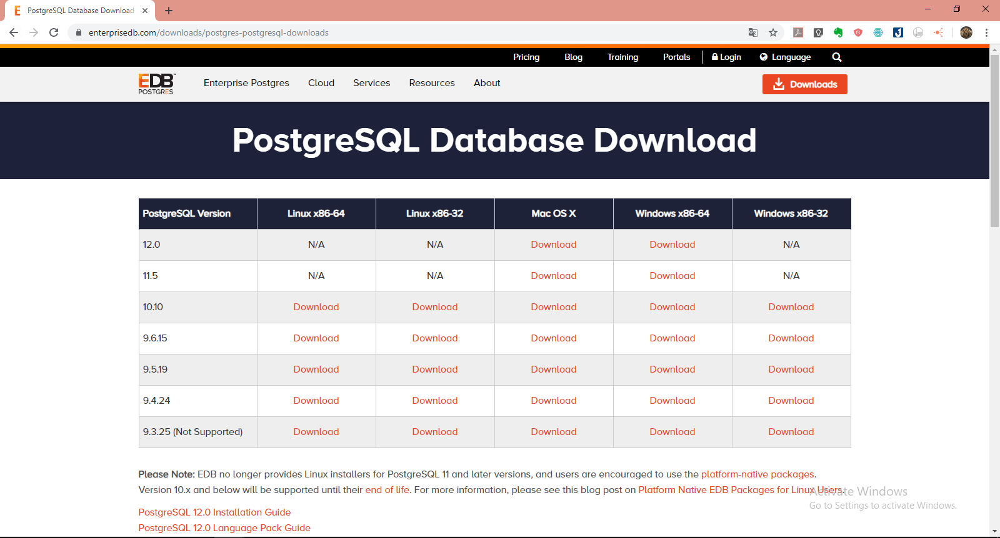 PostgreSQL Database Download
enterprisedb.com/downloads/postgres-postgresql-downloads
Pricing Blog Training Portals Login Language
EDB
POSTGRES
Enterprise Postgres Cloud Services Resources About Downloads
PostgreSQL Database Download
PostgreSQL Version Linux x86-64 Linux x86-32 Mac OS X Windows x86-64 Windows x86-32
12.0 N/A N/A Download Download N/A
11.5 N/A N/A Download Download N/A
10.10 Download Download Download Download Download
9.6.15 Download Download Download Download Download
9.5.19 Download Download Download Download Download
9.4.24 Download Download Download Download Download
9.3.25 (Not Supported) Download Download Download Download Download
Please Note: EDB no longer provides Linux installers for PostgreSQL 11 and later versions, and users are encouraged to use the platform-native packages.
Version 10.x and below will be supported until their end of life. For more information, please see this blog post on Platform Native EDB Packages for Linux Users.
Activate Windows
Go to Settings to activate Windows.
PostgreSQL 12.0 Installation Guide
PostgreSQL 12.0 Language Pack Guide